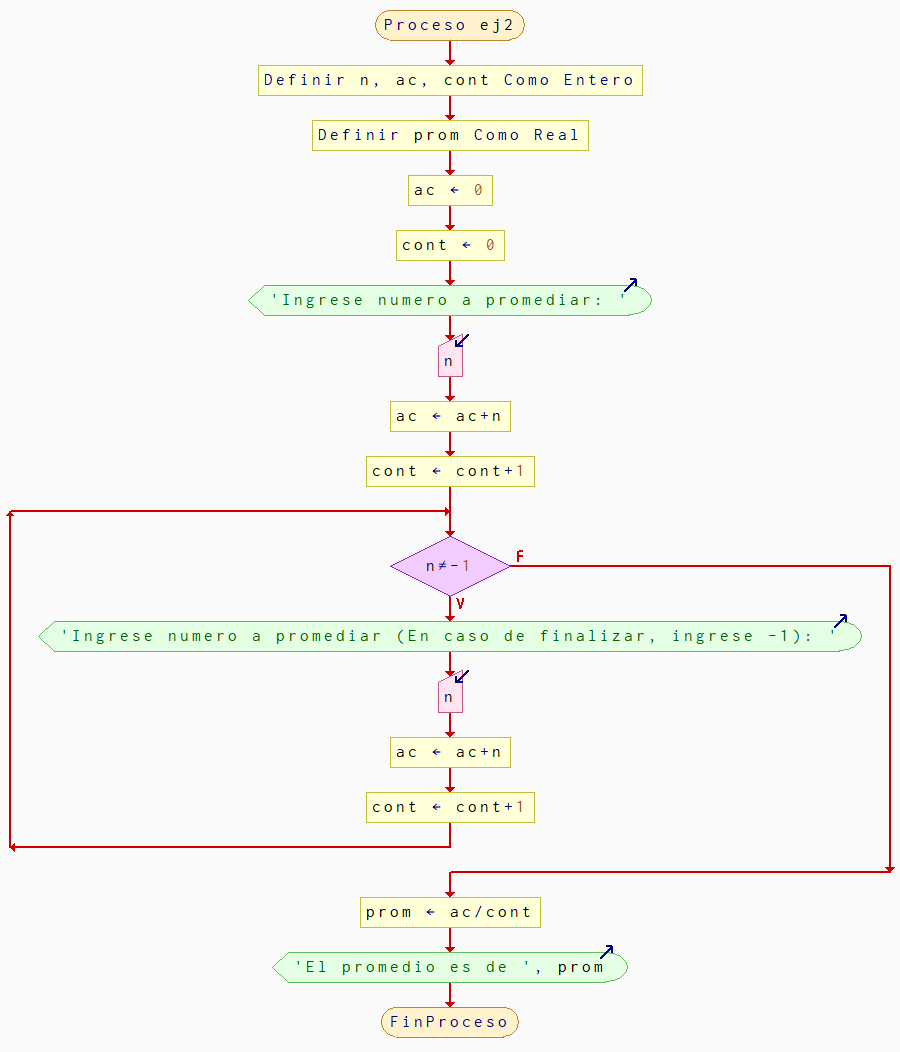 Proceso ej2
Definir n, ac, cont Como Entero
Definir prom Como Real
ac ← 0
cont ← 0
'Ingrese numero a promediar: '
n
ac ← ac+n
cont ← cont+1
n≠-1
F
V
'Ingrese numero a promediar (En caso de finalizar, ingrese -1): '
n
ac ← ac+n
cont ← cont+1
prom ← ac/cont
'El promedio es de ', prom
FinProceso